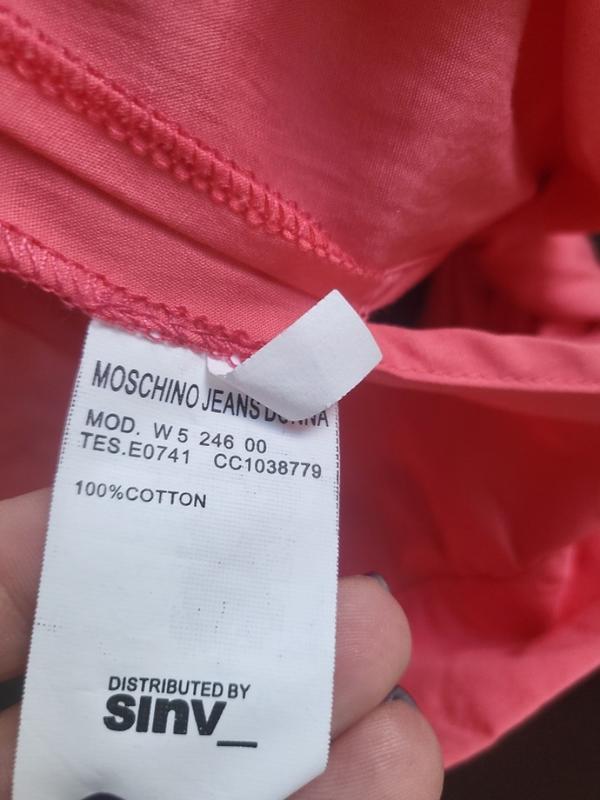 MOSCHINO JEANS DONNA
MOD. W5 246 00
TES.E0741 CC1038779
100%COTTON
DISTRIBUTED BY
sinv_